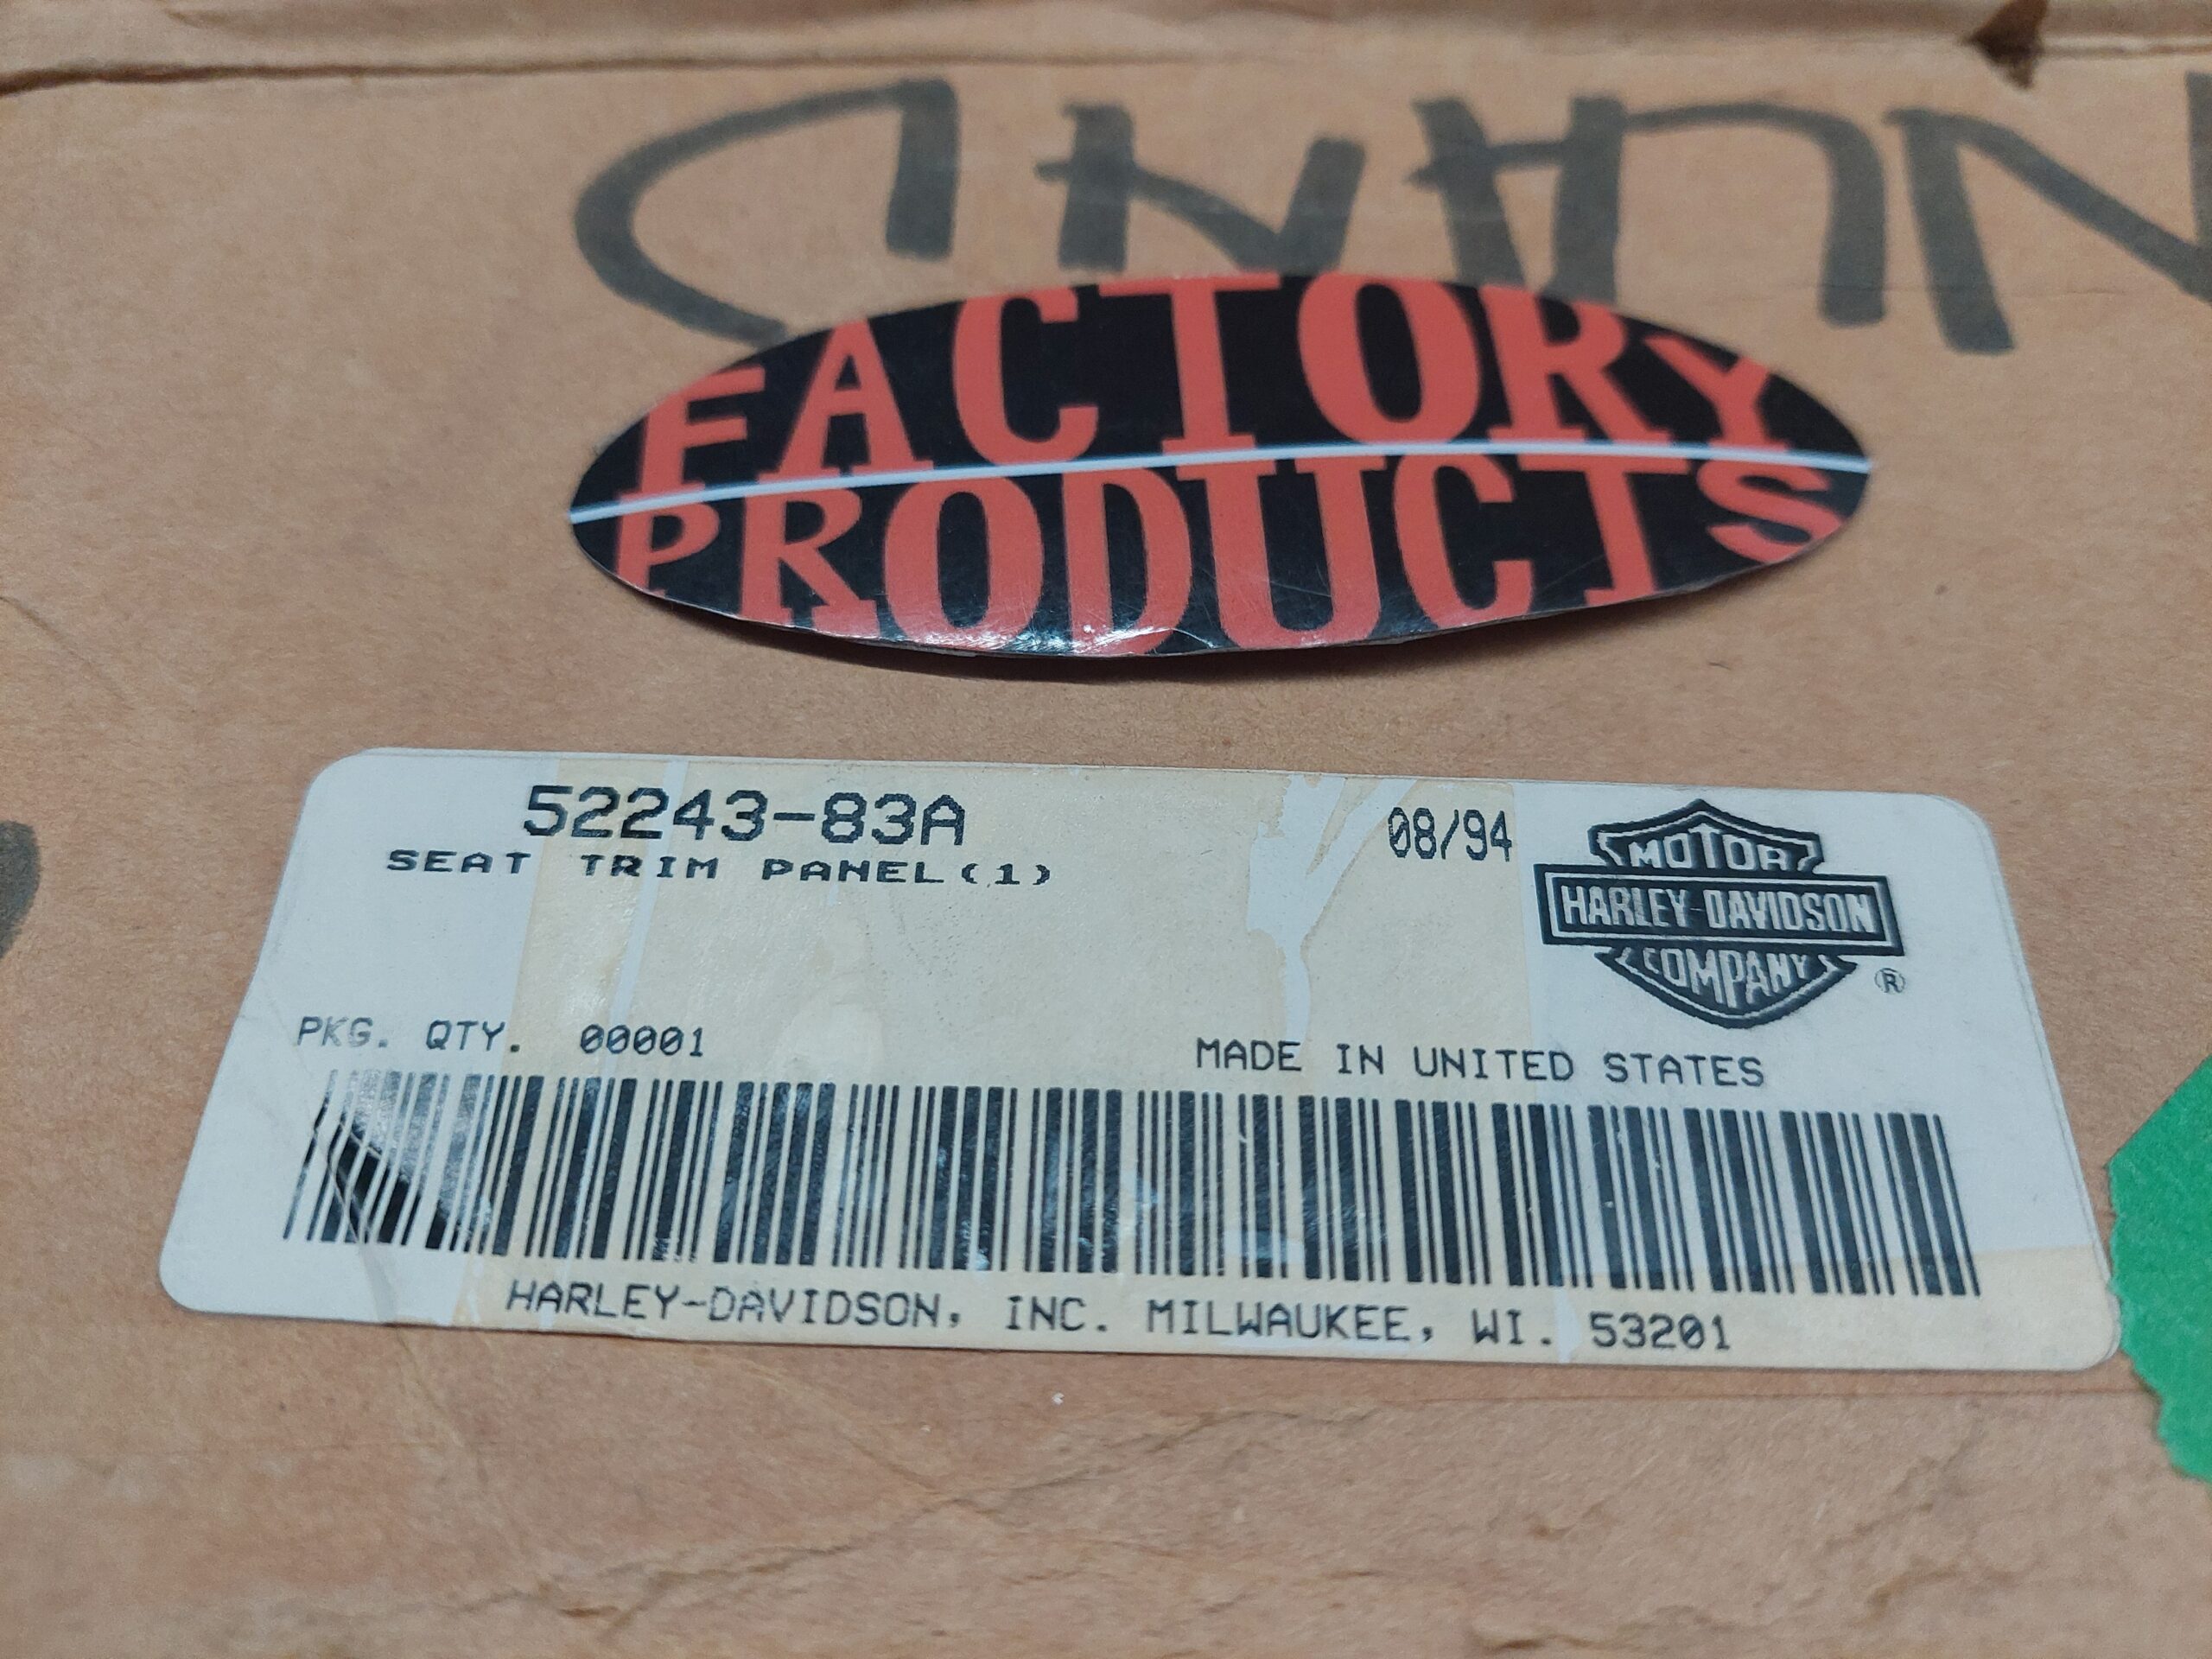 FACTORY
PRODUCTS
52243-83A
08/94
SEAT TRIM PANEL(1)
MOTOR
HARLEY-DAVIDSON
COMPANY
®
PKG. QTY. 00001
MADE IN UNITED STATES
HARLEY-DAVIDSON, INC. MILWAUKEE, WI. 53201